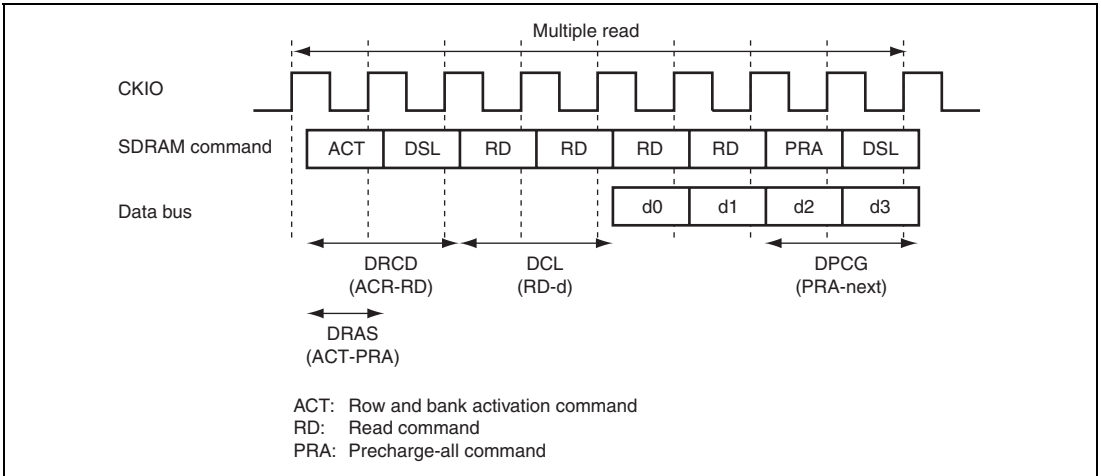 Multiple read
CKIO
SDRAM command ACT DSL RD RD RD RD PRA DSL
Data bus d0 d1 d2 d3
DRCD DCL DPCG
(ACR-RD) (RD-d) (PRA-next)
DRAS
(ACT-PRA)
ACT: Row and bank activation command
RD: Read command
PRA: Precharge-all command